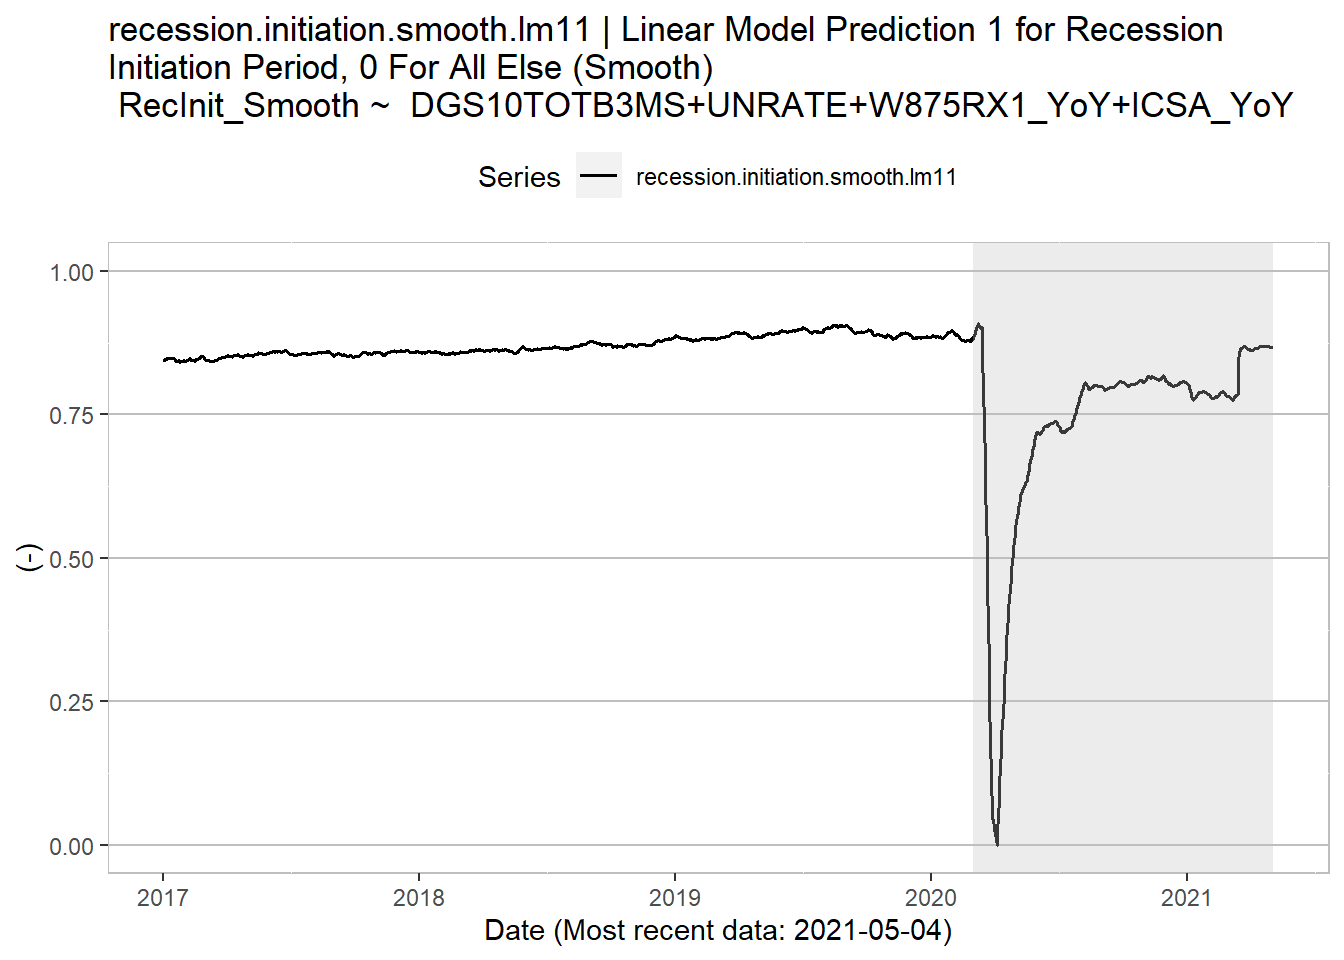 recession.initiation.smooth.lm11 | Linear Model Prediction 1 for Recession
Initiation Period, 0 For All Else (Smooth)
RecInit_Smooth ~ DGS10TOTB3MS+UNRATE+W875RX1_YoY+ICSA_YoY
Series recession.initiation.smooth.lm11
1.00
0.75
0.50
0.25
0.00
(-)
2017 2018 2019 2020 2021
Date (Most recent data: 2021-05-04)